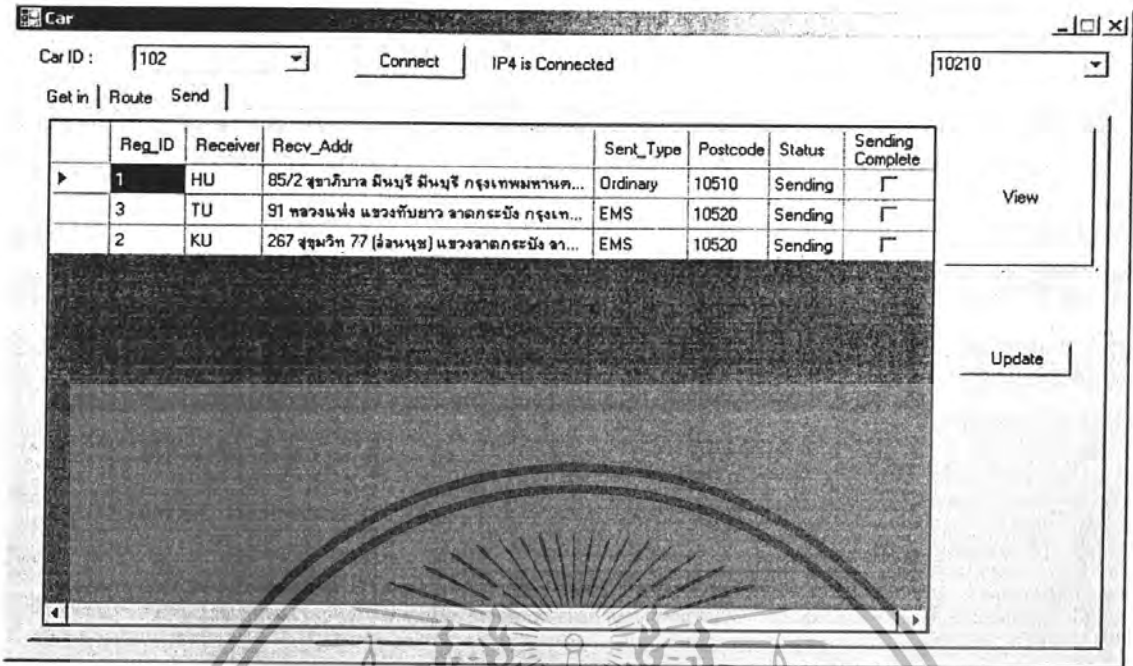 Car
Car ID : 102 Connect IP4 is Connected 10210
Get in Route Send
Reg_ID Receiver Recv_Addr Sent_Type Postcode Status Sending Complete
1 HU 85/2 สุขาภิบาล มีนบุรี มีนบุรี กรุงเทพมหานค... Ordinary 10510 Sending
3 TU 91 หลวงแพ่ง แขวงทับยาว ลาดกระบัง กรุงเท... EMS 10520 Sending
2 KU 267 สุขุมวิท 77 (อ่อนนุช) แขวงลาดกระบัง ลา... EMS 10520 Sending
View
Update